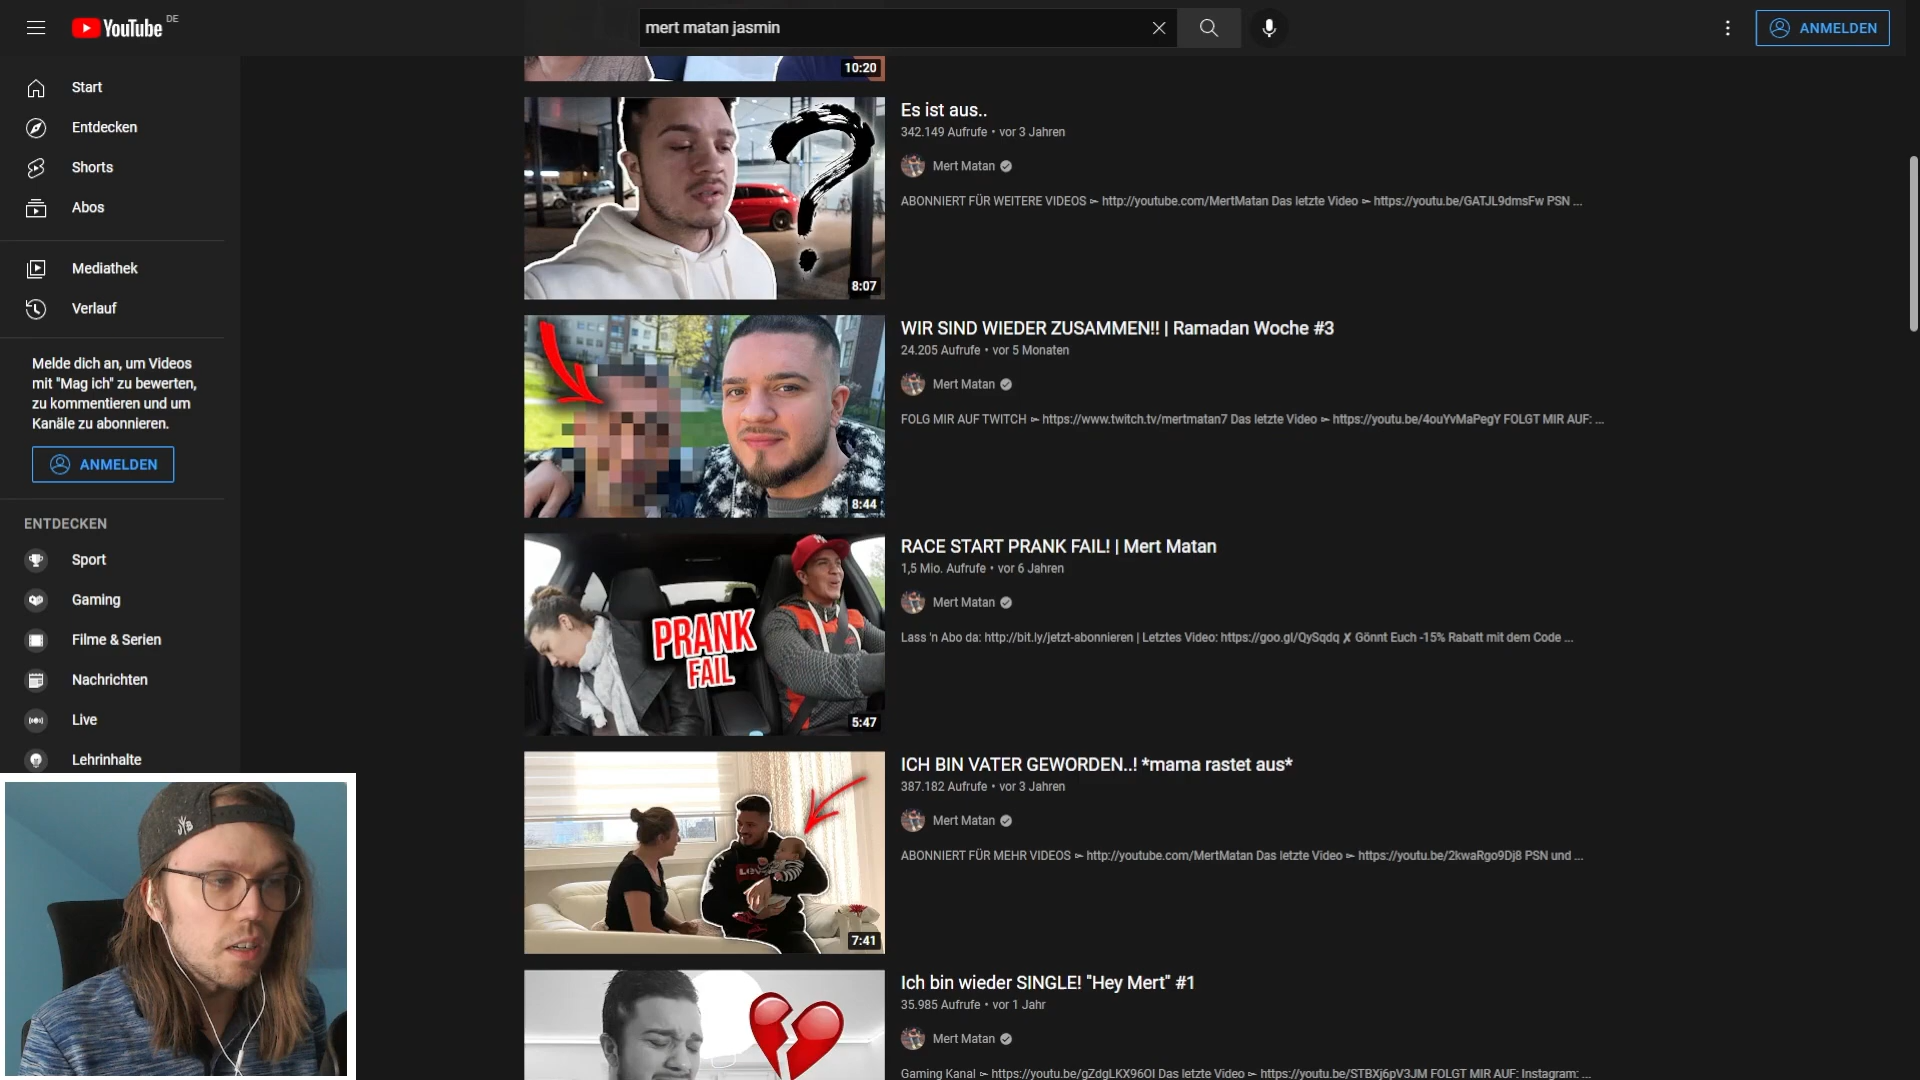 YouTube DE
mert matan jasmin
ANMELDEN
Start
Entdecken
Shorts
Abos
Mediathek
Verlauf
Melde dich an, um Videos
mit "Mag ich" zu bewerten,
zu kommentieren und um
Kanäle zu abonnieren.
ANMELDEN
ENTDECKEN
Sport
Gaming
Filme & Serien
Nachrichten
Live
Lehrinhalte
10:20
?
8:07
Es ist aus..
342.149 Aufrufe • vor 3 Jahren
Mert Matan
ABONNIERT FÜR WEITERE VIDEOS ► http://youtube.com/MertMatan Das letzte Video ► https://youtu.be/GATJL9dmsFw PSN ...
8:44
WIR SIND WIEDER ZUSAMMEN!! | Ramadan Woche #3
24.205 Aufrufe • vor 5 Monaten
Mert Matan
FOLG MIR AUF TWITCH ► https://www.twitch.tv/mertmatan7 Das letzte Video ► https://youtu.be/4ouYvMaPegY FOLGT MIR AUF: ...
PRANK
FAIL
5:47
RACE START PRANK FAIL! | Mert Matan
1,5 Mio. Aufrufe • vor 6 Jahren
Mert Matan
Lass 'n Abo da: http://bit.ly/jetzt-abonnieren | Letztes Video: https://goo.gl/QySqdq ✗ Gönnt Euch -15% Rabatt mit dem Code ...
7:41
ICH BIN VATER GEWORDEN..! *mama rastet aus*
387.182 Aufrufe • vor 3 Jahren
Mert Matan
ABONNIERT FÜR MEHR VIDEOS ► http://youtube.com/MertMatan Das letzte Video ► https://youtu.be/2kwaRgo9Dj8 PSN und ...
Ich bin wieder SINGLE! "Hey Mert" #1
35.985 Aufrufe • vor 1 Jahr
Mert Matan
Gaming Kanal ► https://youtu.be/gZdgLKX96OI Das letzte Video ► https://youtu.be/STBXj6pV3JM FOLGT MIR AUF: Instagram: ...